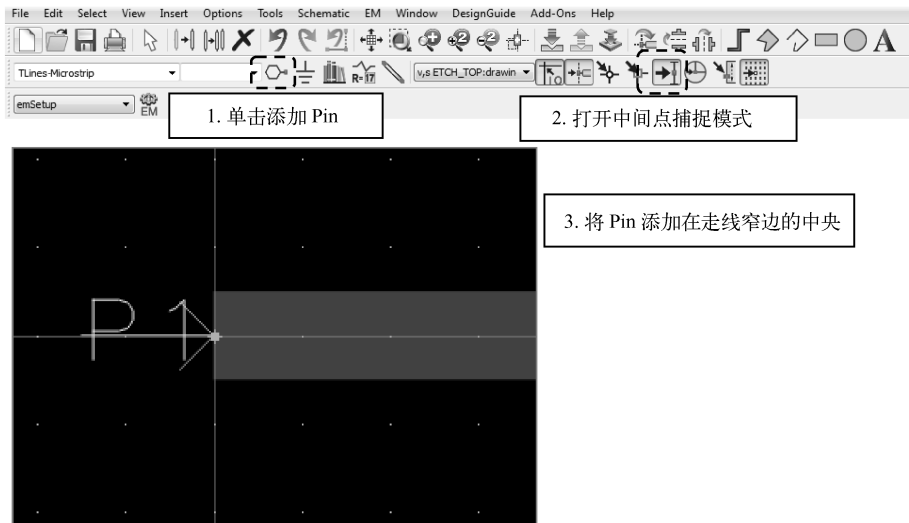 File Edit Select View Insert Options Tools Schematic EM Window DesignGuide Add-Ons Help
TLines-Microstrip
R=17
v,s ETCH_TOP:drawin
emSetup
EM
1. 单击添加 Pin
2. 打开中间点捕捉模式
3. 将 Pin 添加在走线窄边的中央
P1